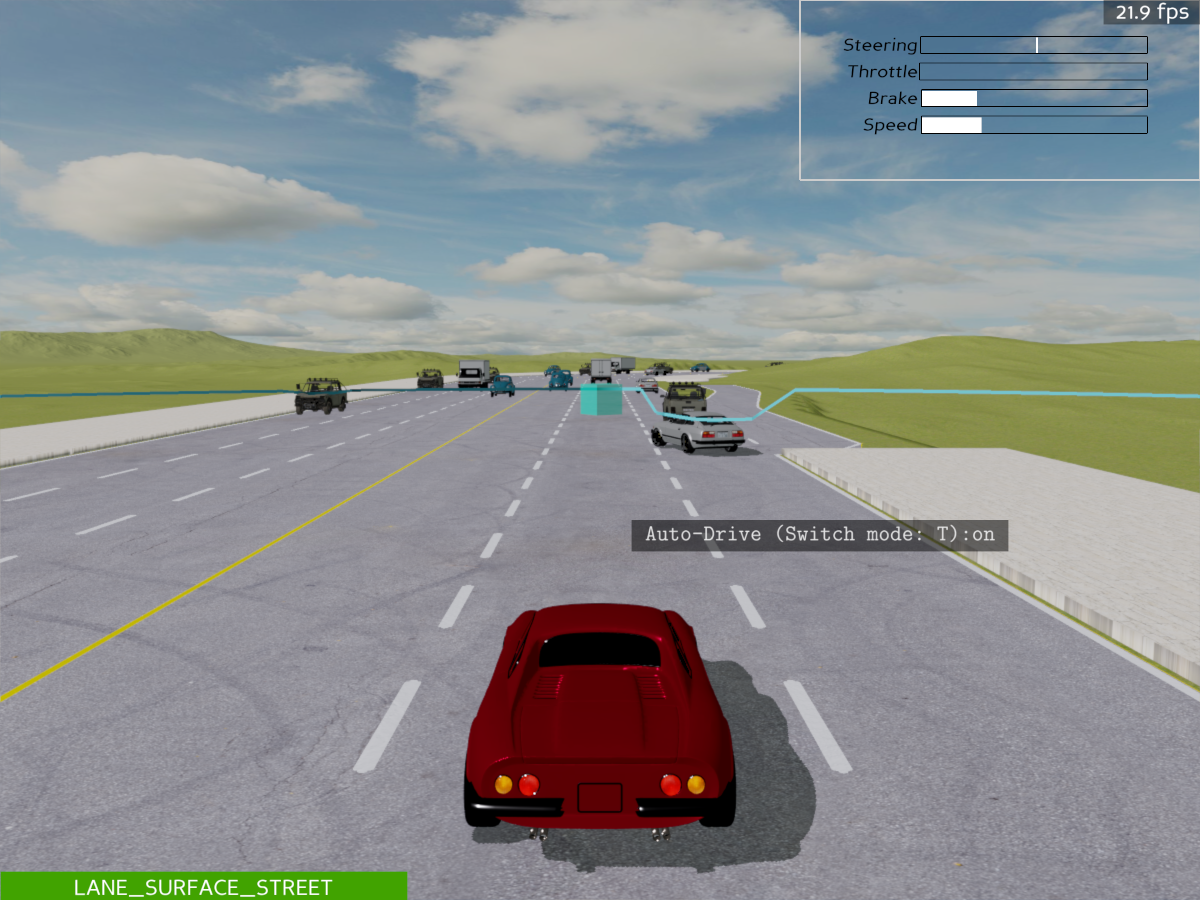 21.9 fps
Steering
Throttle
Brake
Speed
Auto-Drive (Switch mode: T):on
LANE_SURFACE_STREET